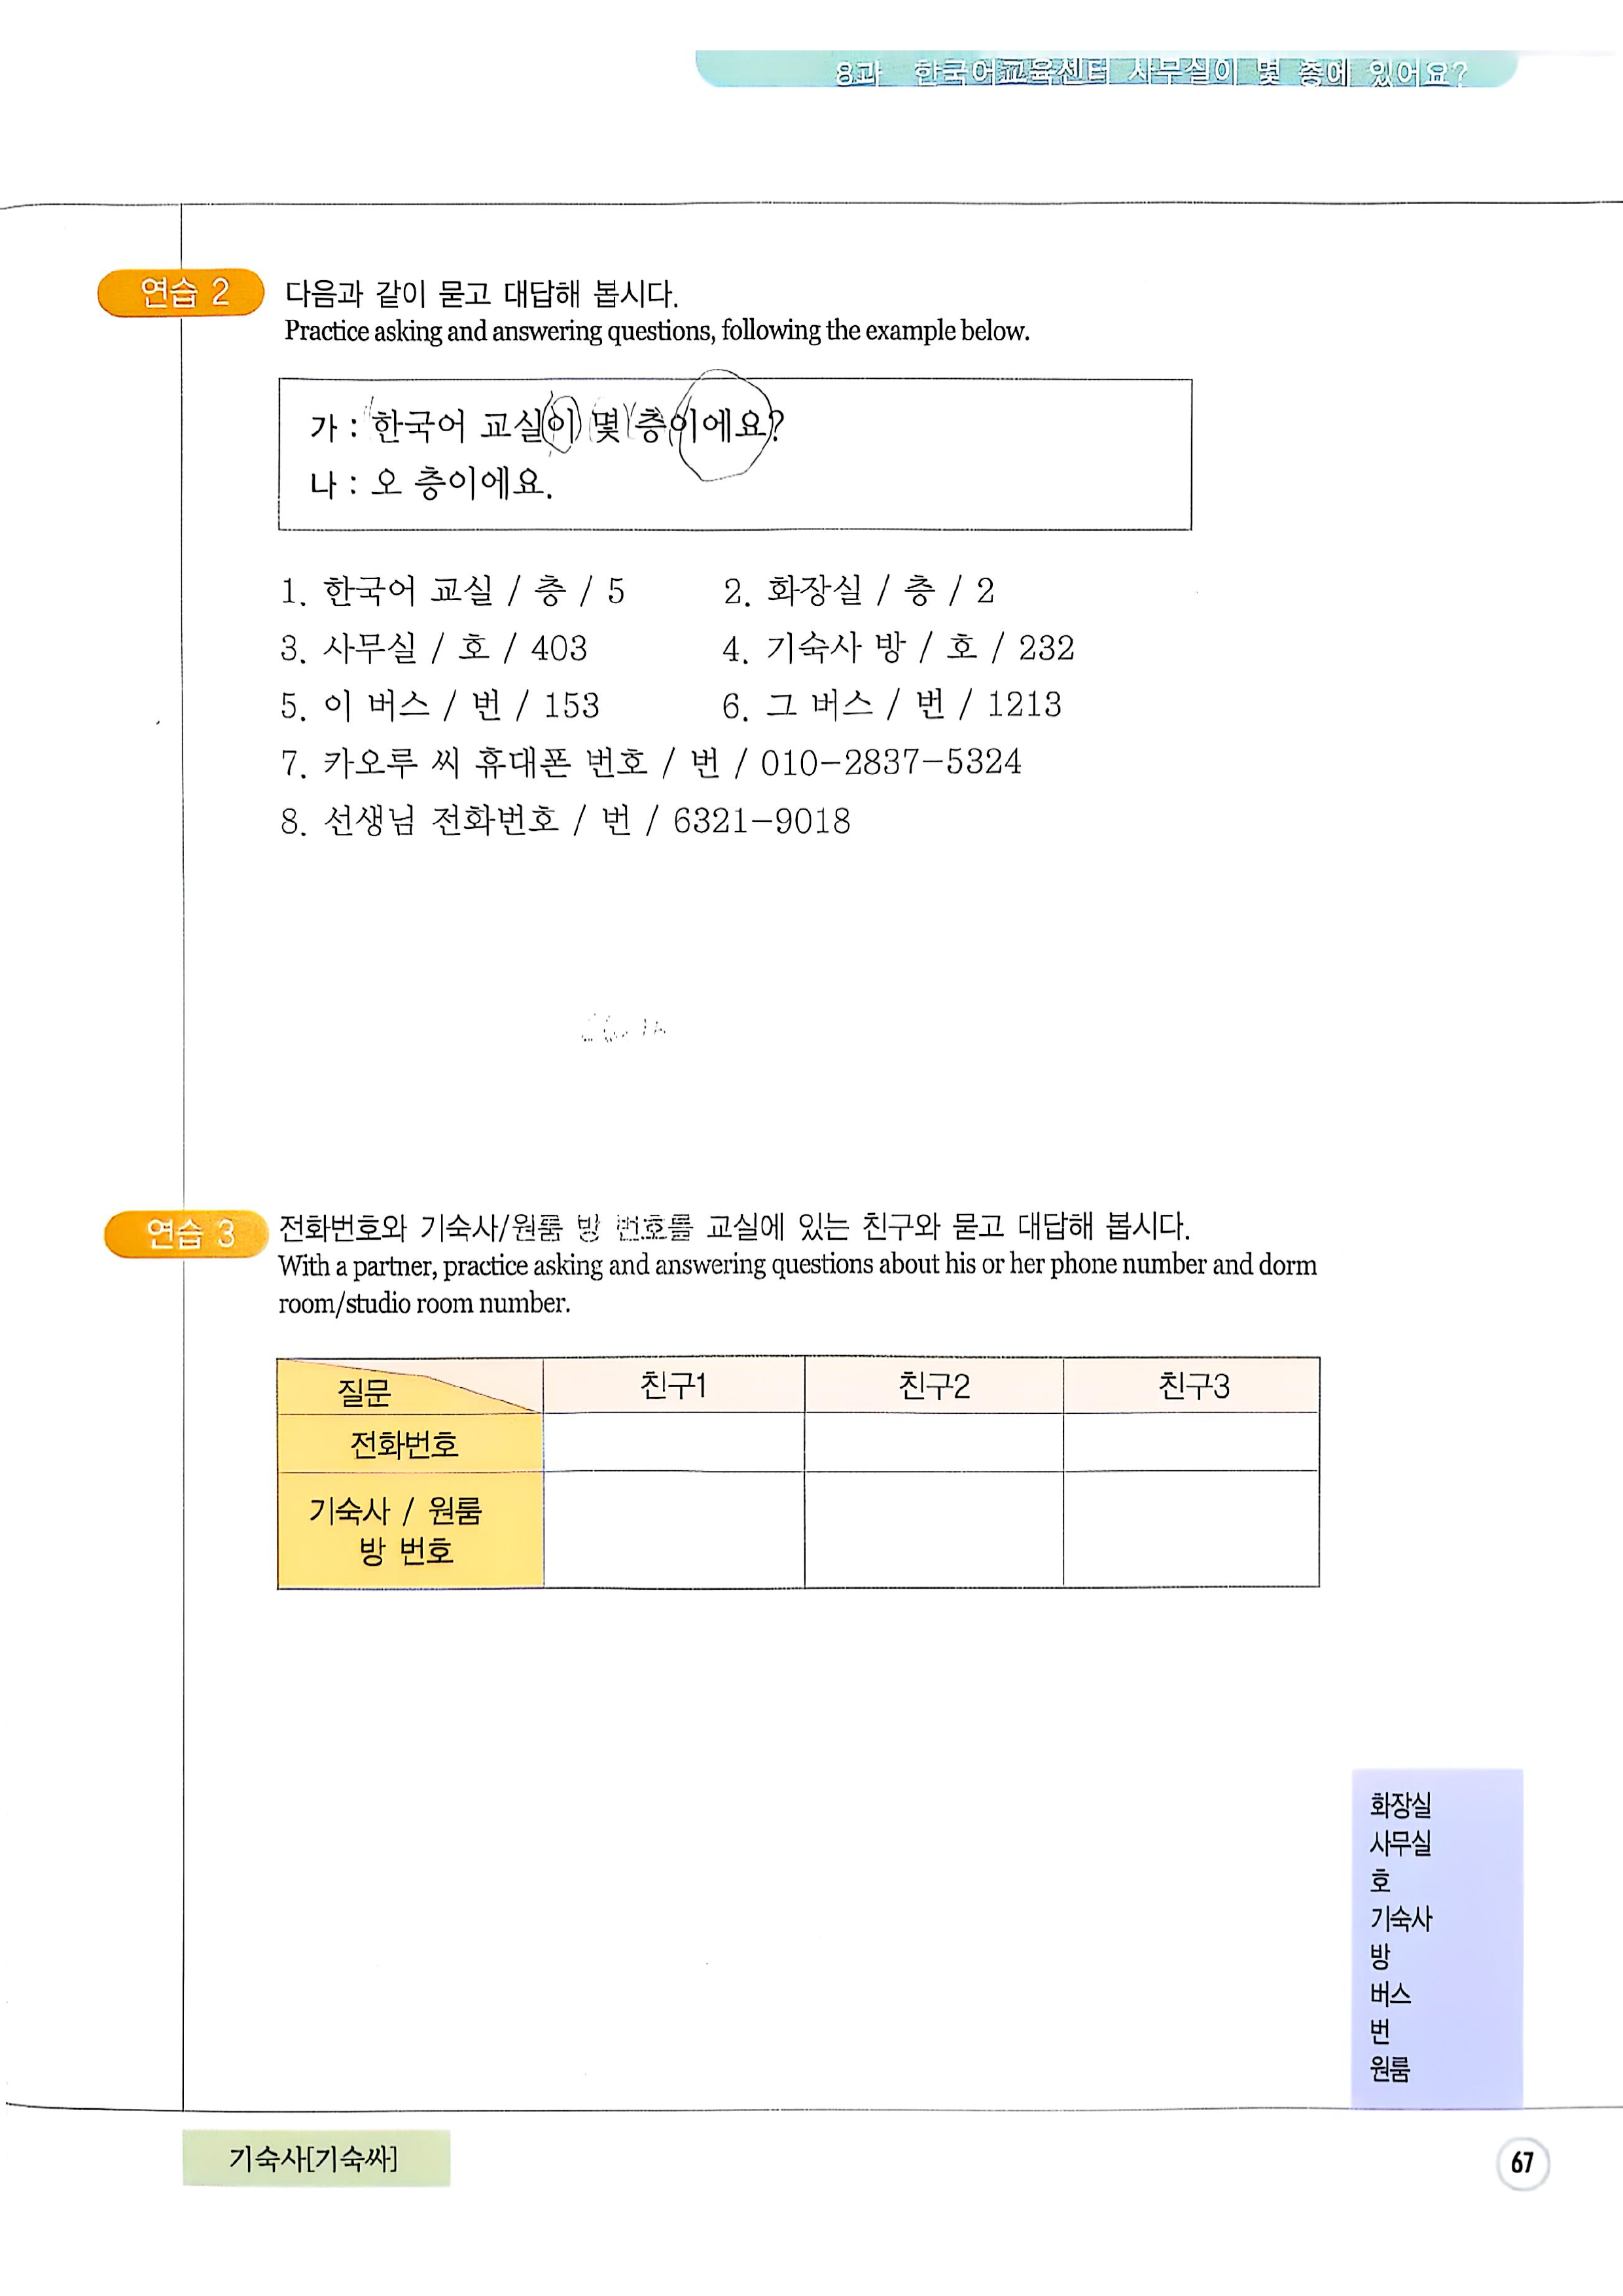 8과 한국어교육센터 사무실이 몇 층에 있어요?
연습 2 다음과 같이 묻고 대답해 봅시다.
Practice asking and answering questions, following the example below.
가 : 한국어 교실이 몇 층이에요?
나 : 오 층이에요.
1. 한국어 교실 / 층 / 5 2. 화장실 / 층 / 2
3. 사무실 / 호 / 403 4. 기숙사 방 / 호 / 232
5. 이 버스 / 번 / 153 6. 그 버스 / 번 / 1213
7. 카오루 씨 휴대폰 번호 / 번 / 010-2837-5324
8. 선생님 전화번호 / 번 / 6321-9018
연습 3 전화번호와 기숙사/원룸 방 번호를 교실에 있는 친구와 묻고 대답해 봅시다.
With a partner, practice asking and answering questions about his or her phone number and dorm
room/studio room number.
질문 친구1 친구2 친구3
전화번호
기숙사 / 원룸
방 번호
화장실
사무실
호
기숙사
방
버스
번
원룸
기숙사[기숙싸]
67